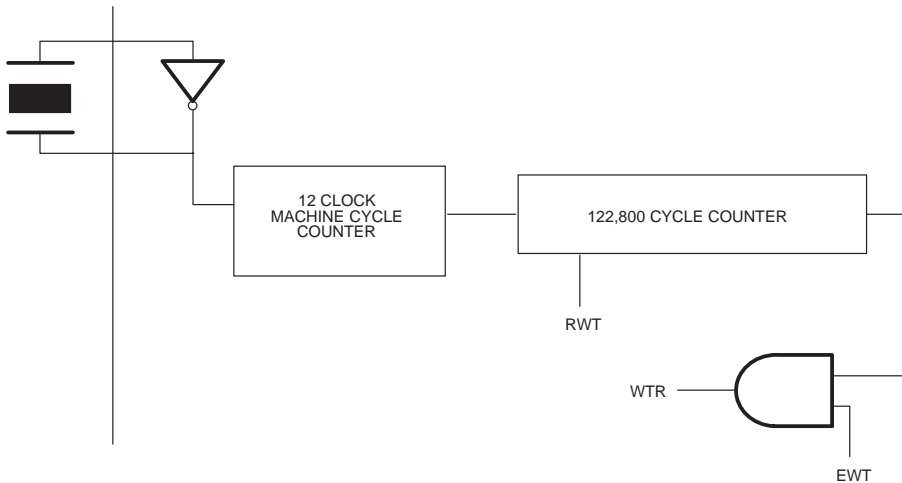 12 CLOCK
MACHINE CYCLE
COUNTER
122,800 CYCLE COUNTER
RWT
WTR
EWT